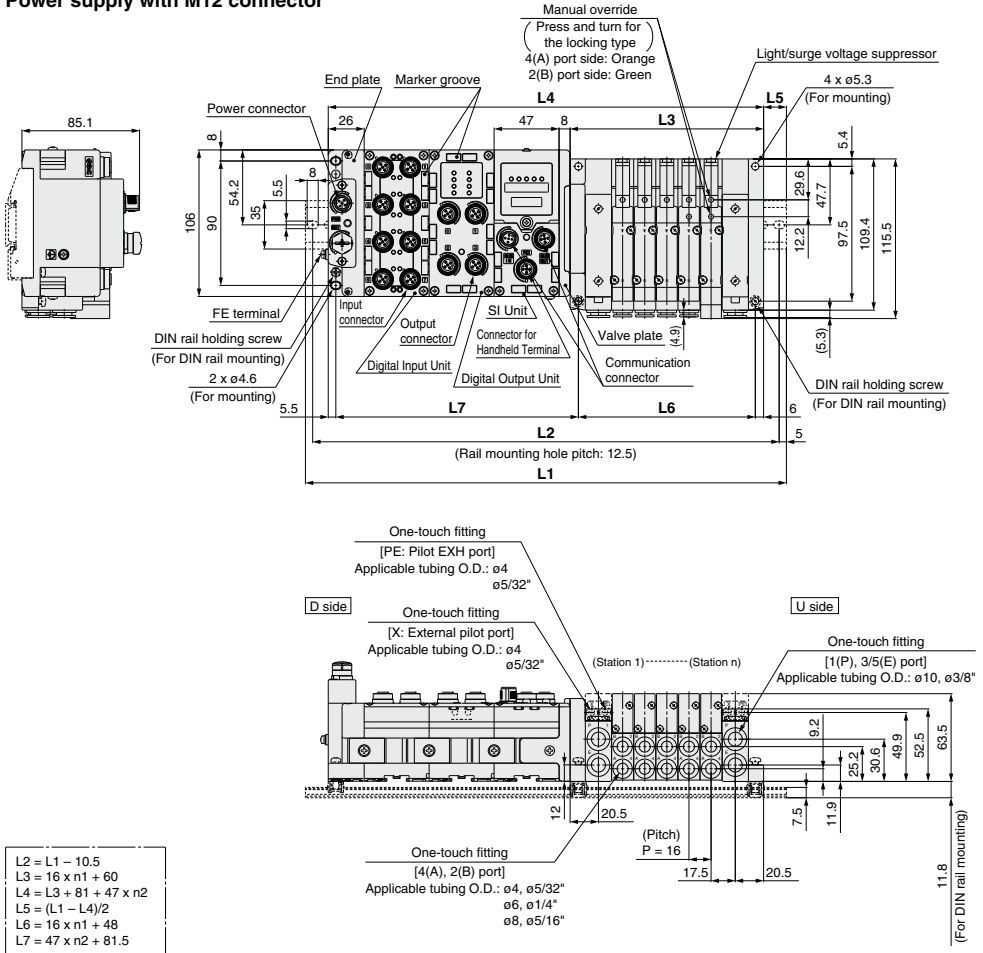 Power supply with M12 connector
Manual override
(Press and turn for
the locking type)
4(A) port side: Orange
2(B) port side: Green
Light/surge voltage suppressor
End plate
Marker groove
4 x ø5.3
(For mounting)
Power connector
L4
L5
85.1
26
47
8
L3
8
5.4
106
90
54.2
35
5.5
8
29.6
12.2
47.7
97.5
109.4
115.5
FE terminal
Input
connector
Output
connector
SI Unit
Connector for
Handheld Terminal
Valve plate
(4.9)
(5.3)
DIN rail holding screw
(For DIN rail mounting)
Digital Input Unit
Digital Output Unit
Communication
connector
2 x ø4.6
(For mounting)
DIN rail holding screw
(For DIN rail mounting)
5.5
L7
L6
6
L2
5
(Rail mounting hole pitch: 12.5)
L1
One-touch fitting
[PE: Pilot EXH port]
Applicable tubing O.D.: ø4
ø5/32"
D side
U side
One-touch fitting
[X: External pilot port]
Applicable tubing O.D.: ø4
ø5/32"
(Station 1)
(Station n)
One-touch fitting
[1(P), 3/5(E) port]
Applicable tubing O.D.: ø10, ø3/8"
9.2
25.2
30.6
49.9
52.5
63.5
12
20.5
7.5
11.9
(Pitch)
P = 16
17.5
20.5
11.8
(For DIN rail mounting)
One-touch fitting
[4(A), 2(B) port]
Applicable tubing O.D.: ø4, ø5/32"
ø6, ø1/4"
ø8, ø5/16"
L2 = L1 – 10.5
L3 = 16 x n1 + 60
L4 = L3 + 81 + 47 x n2
L5 = (L1 – L4)/2
L6 = 16 x n1 + 48
L7 = 47 x n2 + 81.5